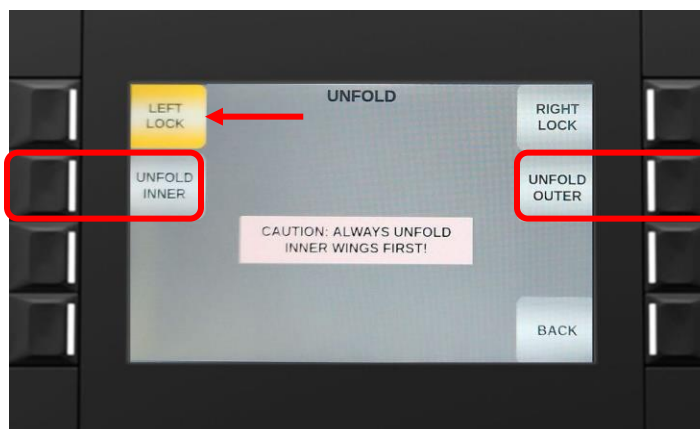 UNFOLD
LEFT
LOCK
RIGHT
LOCK
UNFOLD
INNER
UNFOLD
OUTER
CAUTION: ALWAYS UNFOLD
INNER WINGS FIRST!
BACK